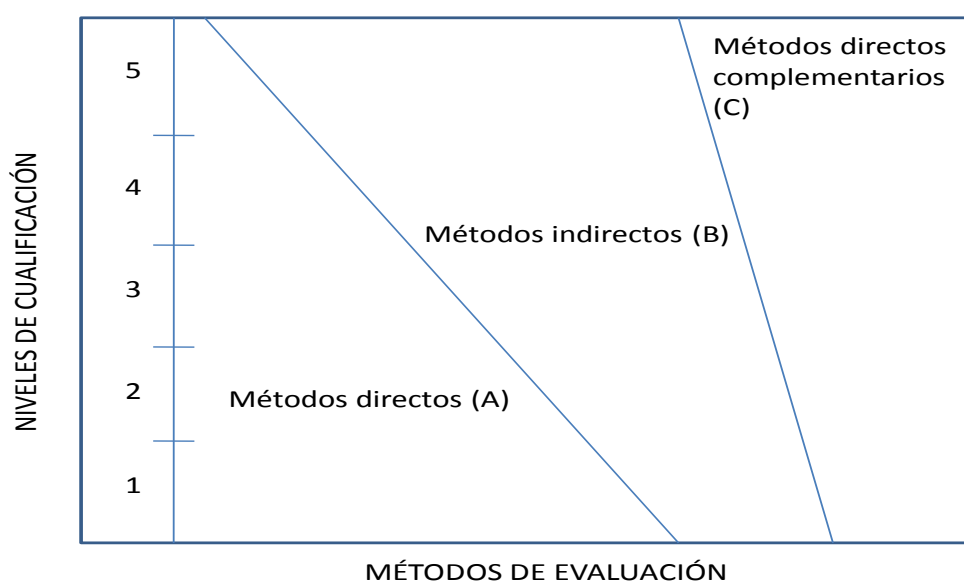 NIVELES DE CUALIFICACIÓN
5
4
3
2
1
Métodos directos
complementarios
(C)
Métodos indirectos (B)
Métodos directos (A)
MÉTODOS DE EVALUACIÓN